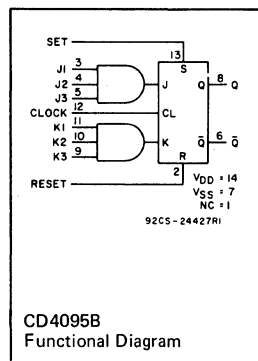 SET
13
S
J1 3
J2 4
J3 5
J
Q 8 Q
CLOCK 12
CL
K1 11
K2 10
K3 9
K
Q̅ 6 Q̅
R
RESET
2
VDD = 14
VSS = 7
NC = 1
92CS-24427R1
CD4095B
Functional Diagram